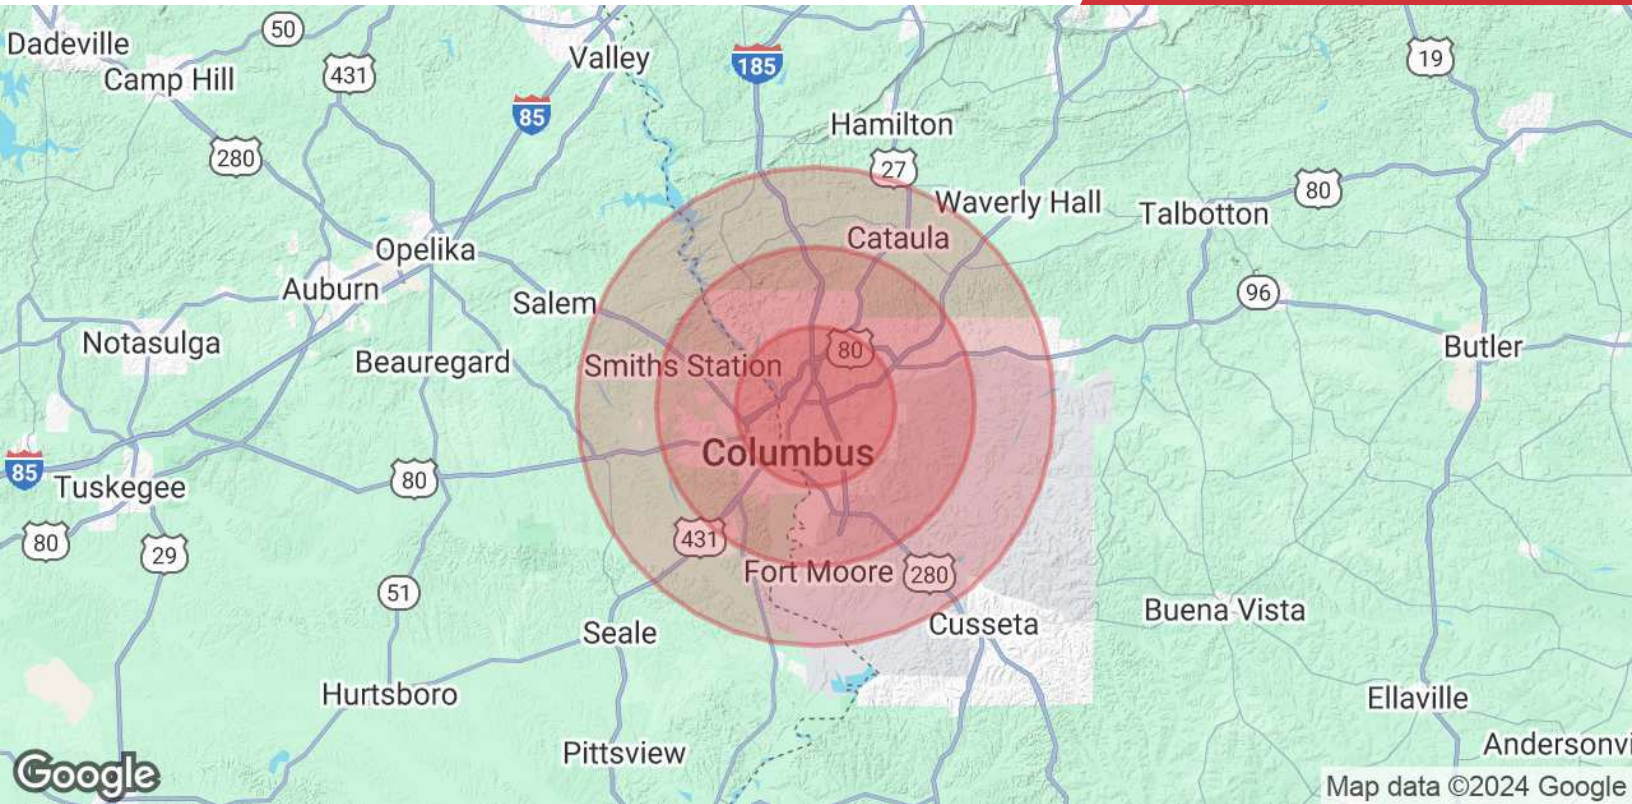 Dadeville
50
Camp Hill
431
Valley
185
19
85
Hamilton
280
27
Waverly Hall
80
Talbotton
Opelika
Cataula
Auburn
Salem
96
Notasulga
Beauregard
Smiths Station
80
Butler
Columbus
85
Tuskegee
80
80
29
431
Fort Moore
280
51
Seale
Cusseta
Buena Vista
Hurtsboro
Ellaville
Pittsview
Andersonvi
Google
Map data ©2024 Google